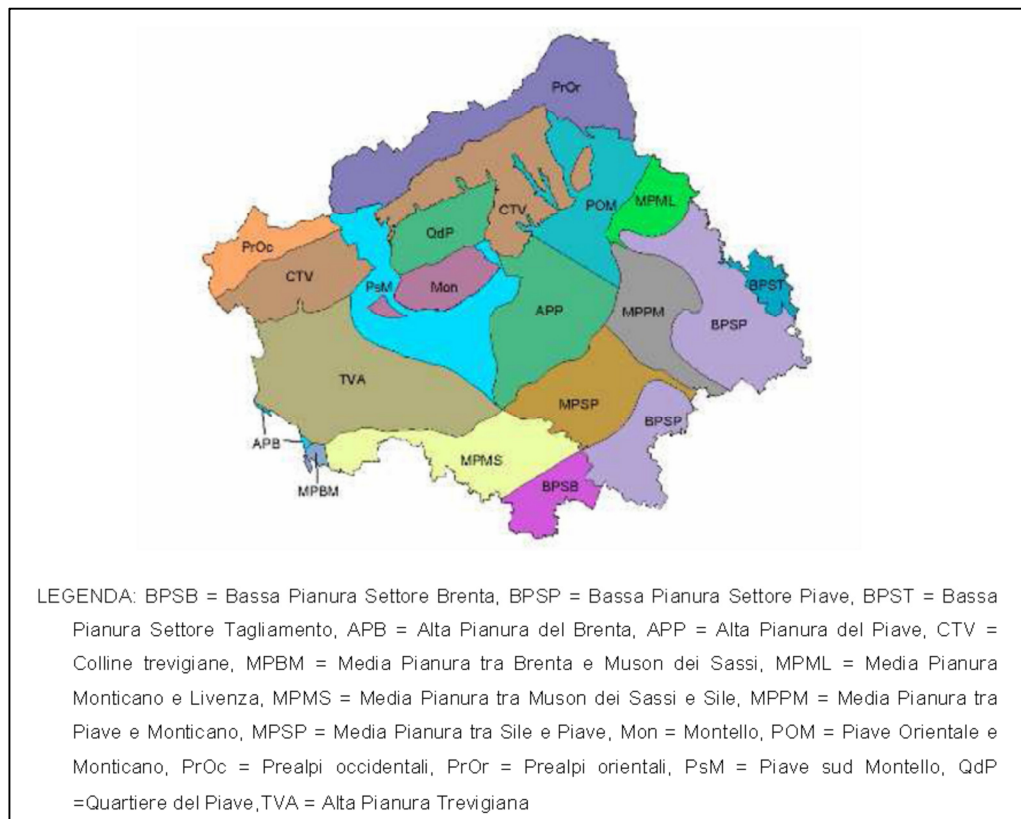 PrOr
POM
MPML
CTV
QdP
PrOc
CTV
PsM
Mon
BPST
APP
MPPM
BPSP
TVA
MPSP
BPSP
APB
MPMS
MPBM
BPSB
LEGENDA: BPSB = Bassa Pianura Settore Brenta, BPSP = Bassa Pianura Settore Piave, BPST = Bassa
Pianura Settore Tagliamento, APB = Alta Pianura del Brenta, APP = Alta Pianura del Piave, CTV =
Colline trevigiane, MPBM = Media Pianura tra Brenta e Muson dei Sassi, MPML = Media Pianura
Monticano e Livenza, MPMS = Media Pianura tra Muson dei Sassi e Sile, MPPM = Media Pianura tra
Piave e Monticano, MPSP = Media Pianura tra Sile e Piave, Mon = Montello, POM = Piave Orientale e
Monticano, PrOc = Prealpi occidentali, PrOr = Prealpi orientali, PsM = Piave sud Montello, QdP
=Quartiere del Piave,TVA = Alta Pianura Trevigiana